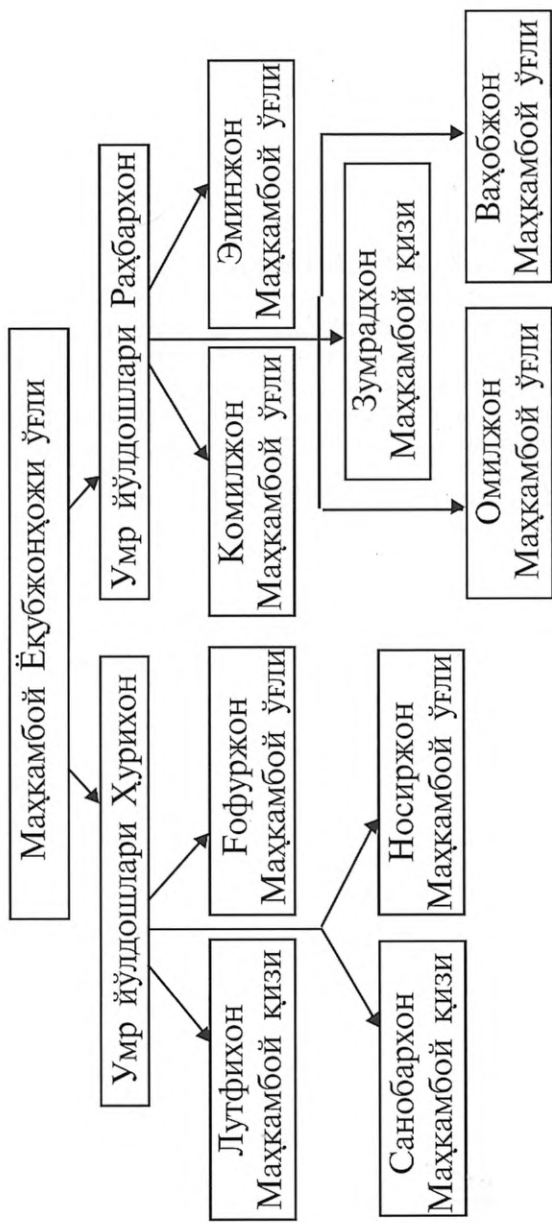 Маҳкамбой Ёқубжонҳожи ўғли
Умр йўлдошлари Ҳурихон
Умр йўлдошлари Раҳбархон
Лутфихон
Маҳкамбой қизи
Ғофуржон
Маҳкамбой ўғли
Комилжон
Маҳкамбой ўғли
Эминжон
Маҳкамбой ўғли
Зумрадхон
Маҳкамбой қизи
Санобархон
Маҳкамбой қизи
Носиржон
Маҳкамбой ўғли
Омилжон
Маҳкамбой ўғли
Ваҳобжон
Маҳкамбой ўғли